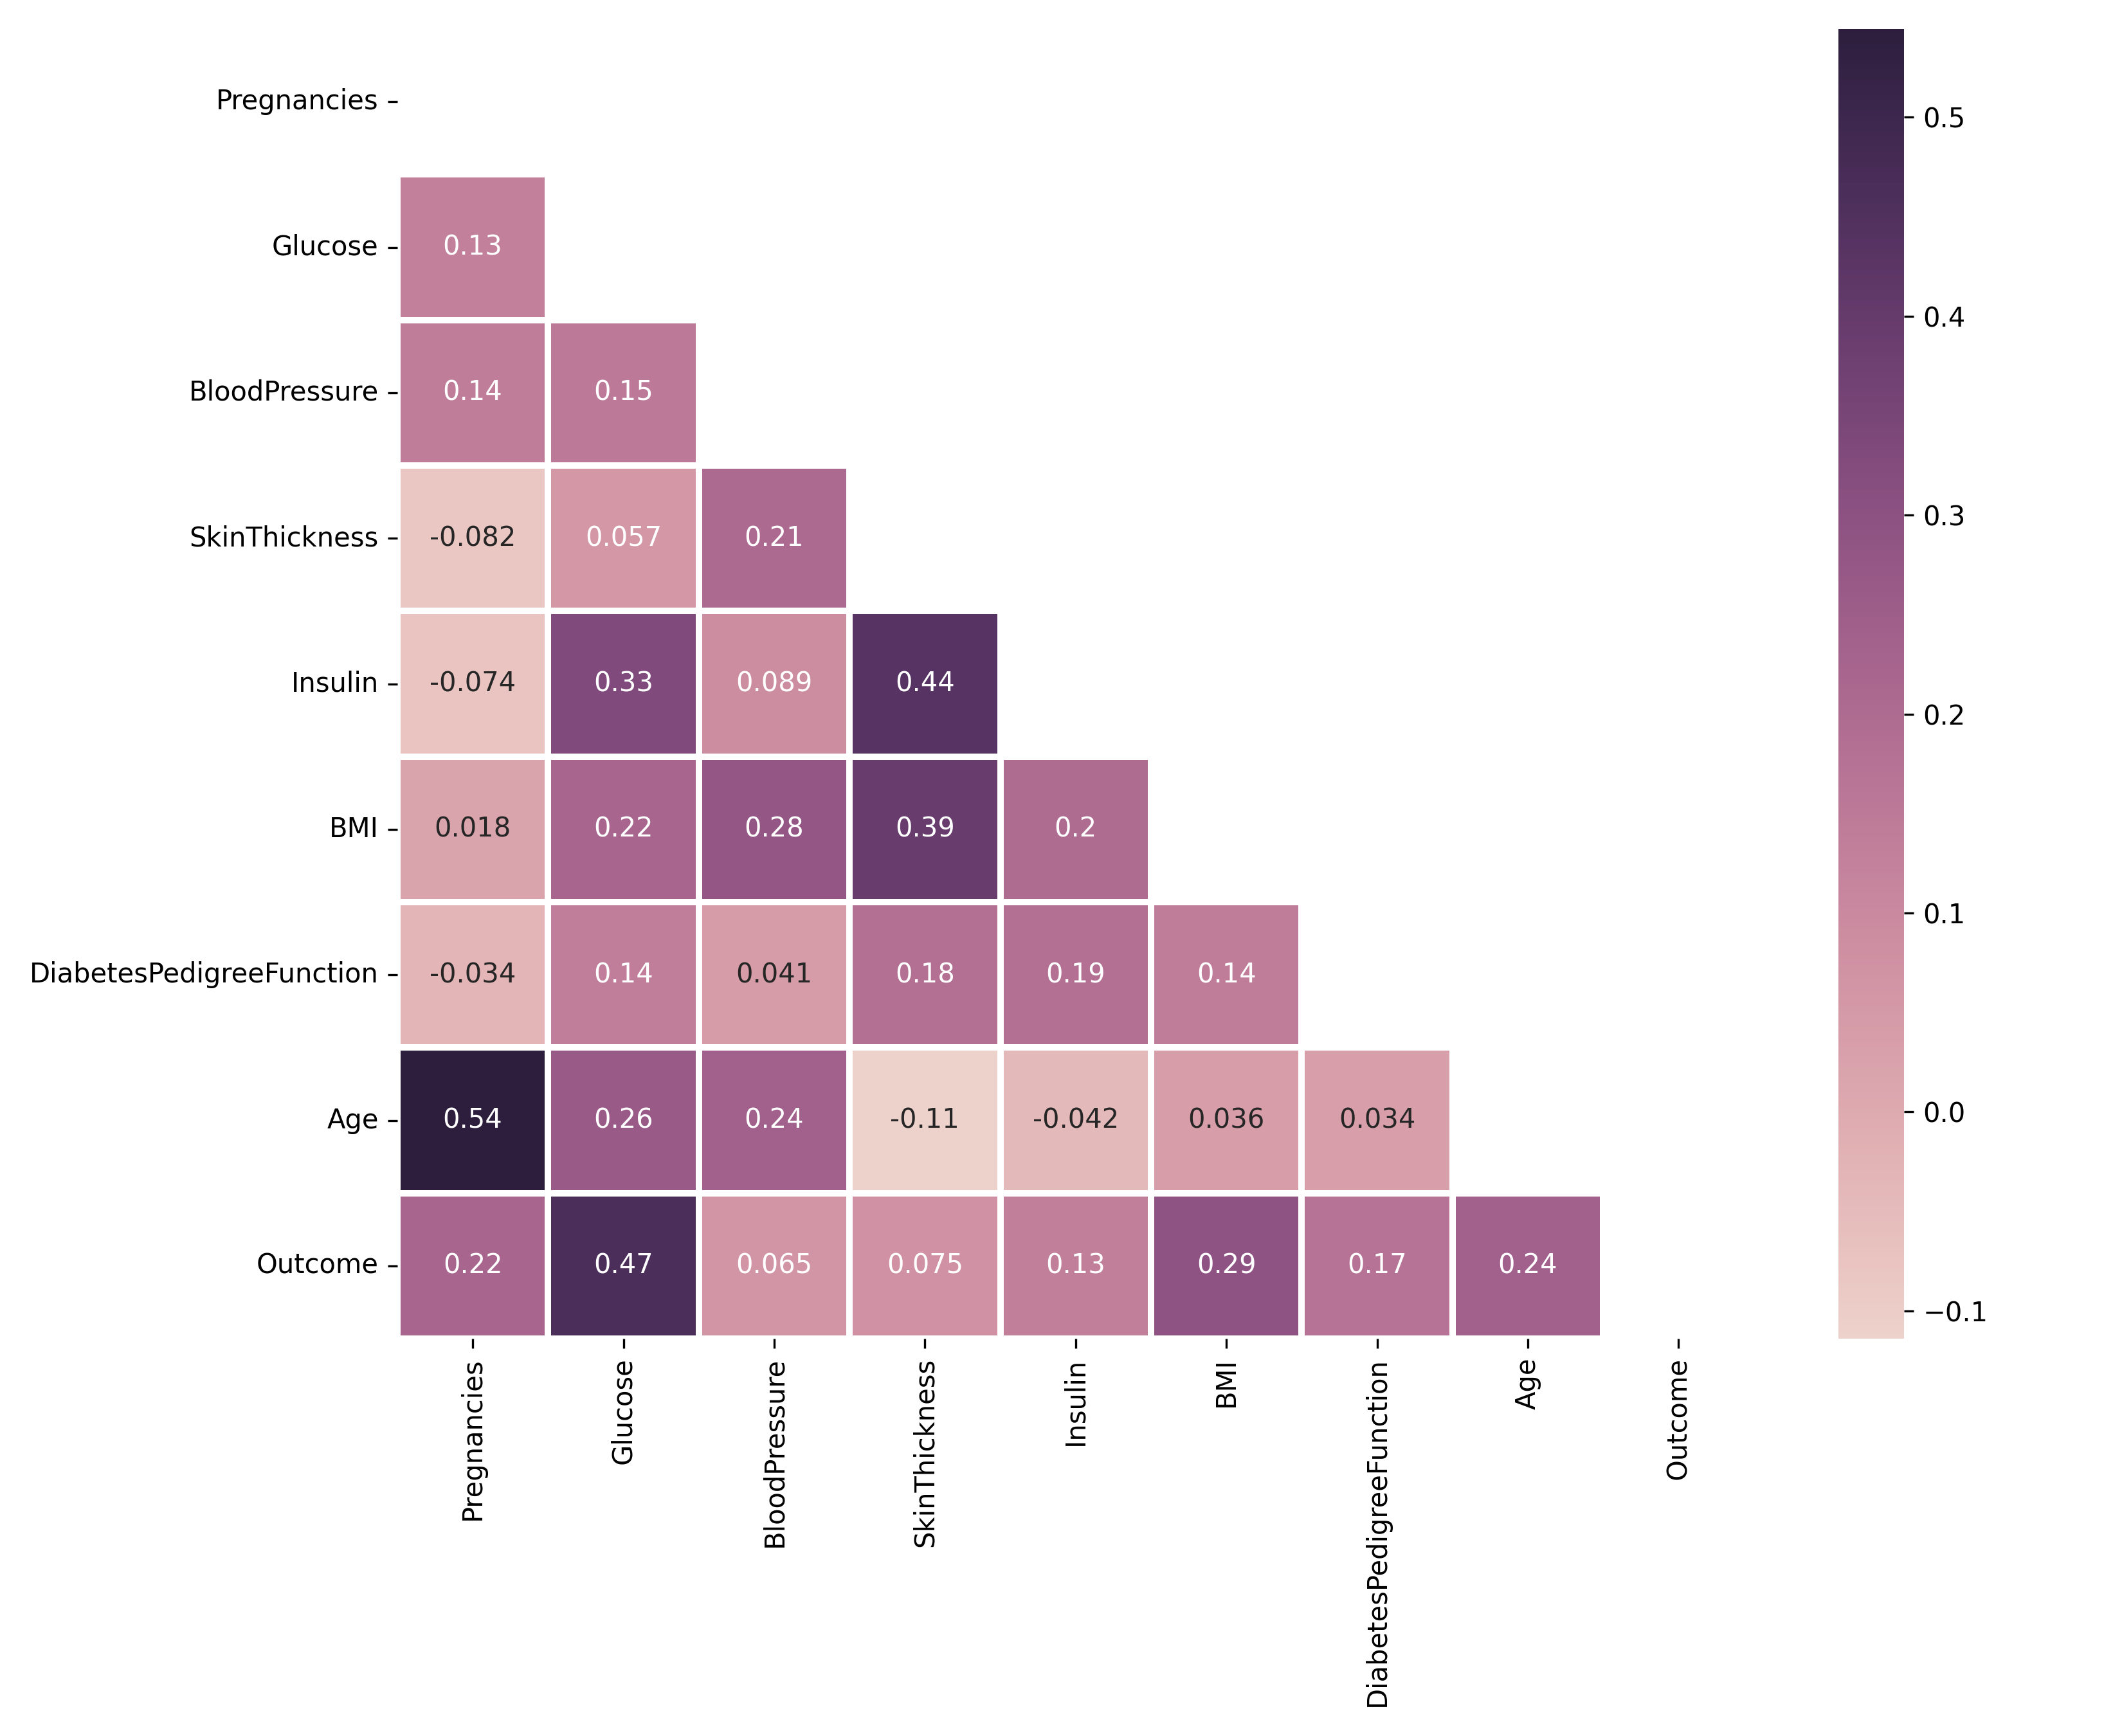 Pregnancies
Glucose 0.13
BloodPressure 0.14 0.15
SkinThickness -0.082 0.057 0.21
Insulin -0.074 0.33 0.089 0.44
BMI 0.018 0.22 0.28 0.39 0.2
DiabetesPedigreeFunction -0.034 0.14 0.041 0.18 0.19 0.14
Age 0.54 0.26 0.24 -0.11 -0.042 0.036 0.034
Outcome 0.22 0.47 0.065 0.075 0.13 0.29 0.17 0.24
Pregnancies
Glucose
BloodPressure
SkinThickness
Insulin
BMI
DiabetesPedigreeFunction
Age
Outcome
0.5
0.4
0.3
0.2
0.1
0.0
−0.1